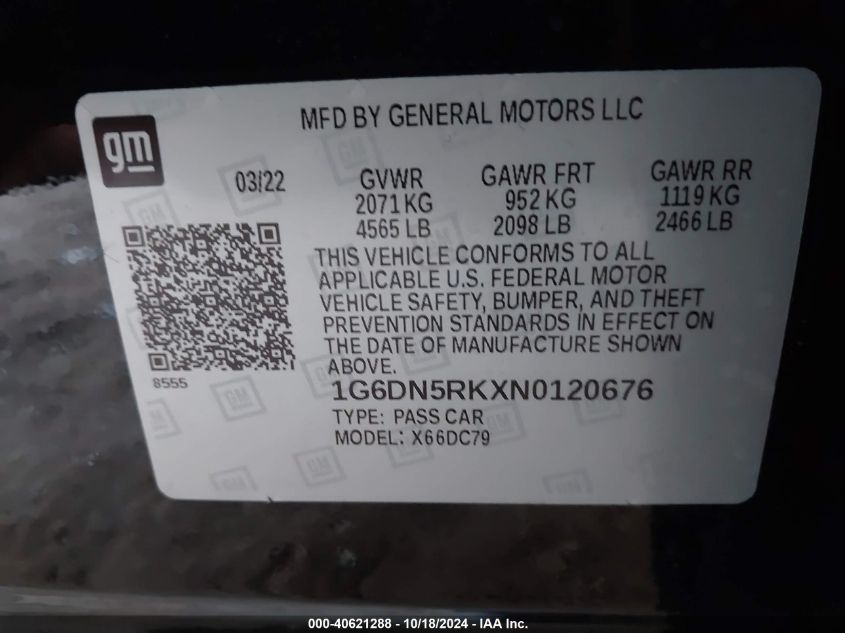 MFD BY GENERAL MOTORS LLC
gm
03/22
GVWR
2071 KG
4565 LB
GAWR FRT
952 KG
2098 LB
GAWR RR
1119 KG
2466 LB
THIS VEHICLE CONFORMS TO ALL
APPLICABLE U.S. FEDERAL MOTOR
VEHICLE SAFETY, BUMPER, AND THEFT
PREVENTION STANDARDS IN EFFECT ON
THE DATE OF MANUFACTURE SHOWN
ABOVE.
8555
1G6DN5RKXN0120676
TYPE: PASS CAR
MODEL: X66DC79
000-40621288 - 10/18/2024 - IAA Inc.